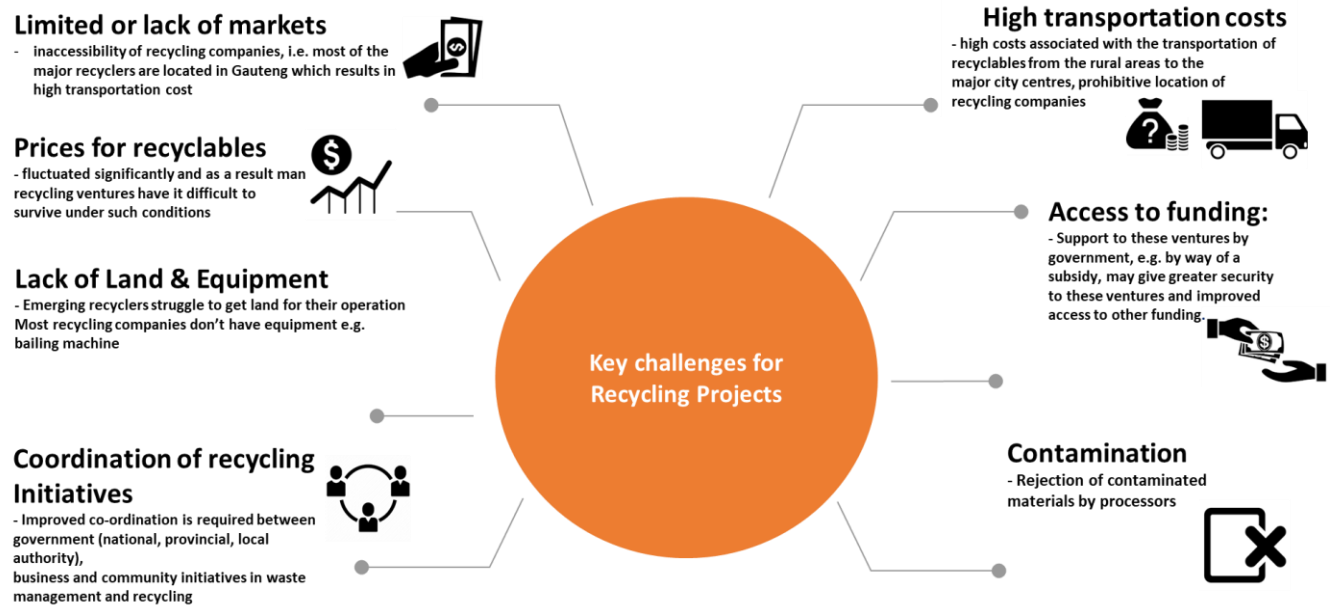 Limited or lack of markets
- inaccessibility of recycling companies, i.e. most of the
major recyclers are located in Gauteng which results in
high transportation cost
Prices for recyclables
- fluctuated significantly and as a result man
recycling ventures have it difficult to
survive under such conditions
Lack of Land & Equipment
- Emerging recyclers struggle to get land for their operation
Most recycling companies don't have equipment e.g.
bailing machine
Coordination of recycling
Initiatives
- Improved co-ordination is required between
government (national, provincial, local
authority),
business and community initiatives in waste
management and recycling
Key challenges for
Recycling Projects
High transportation costs
- high costs associated with the transportation of
recyclables from the rural areas to the
major city centres, prohibitive location of
recycling companies
?
Access to funding:
- Support to these ventures by
government, e.g. by way of a
subsidy, may give greater security
to these ventures and improved
access to other funding.
Contamination
- Rejection of contaminated
materials by processors